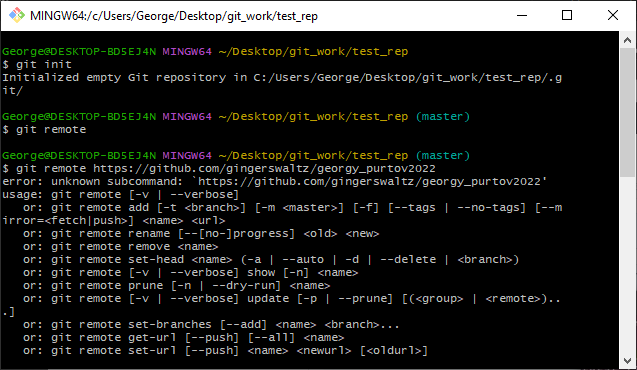 MINGW64:/c/Users/George/Desktop/git_work/test_rep
George@DESKTOP-BD5EJ4N MINGW64 ~/Desktop/git_work/test_rep
$ git init
Initialized empty Git repository in C:/Users/George/Desktop/git_work/test_rep/.g
it/
George@DESKTOP-BD5EJ4N MINGW64 ~/Desktop/git_work/test_rep (master)
$ git remote
George@DESKTOP-BD5EJ4N MINGW64 ~/Desktop/git_work/test_rep (master)
$ git remote https://github.com/gingerswaltz/georgy_purtov2022
error: unknown subcommand: `https://github.com/gingerswaltz/georgy_purtov2022'
usage: git remote [-v | --verbose]
   or: git remote add [-t <branch>] [-m <master>] [-f] [--tags | --no-tags] [--m
irror=<fetch|push>] <name> <url>
   or: git remote rename [--[no-]progress] <old> <new>
   or: git remote remove <name>
   or: git remote set-head <name> (-a | --auto | -d | --delete | <branch>)
   or: git remote [-v | --verbose] show [-n] <name>
   or: git remote prune [-n | --dry-run] <name>
   or: git remote [-v | --verbose] update [-p | --prune] [(<group> | <remote>)..
.]
   or: git remote set-branches [--add] <name> <branch>...
   or: git remote get-url [--push] [--all] <name>
   or: git remote set-url [--push] <name> <newurl> [<oldurl>]